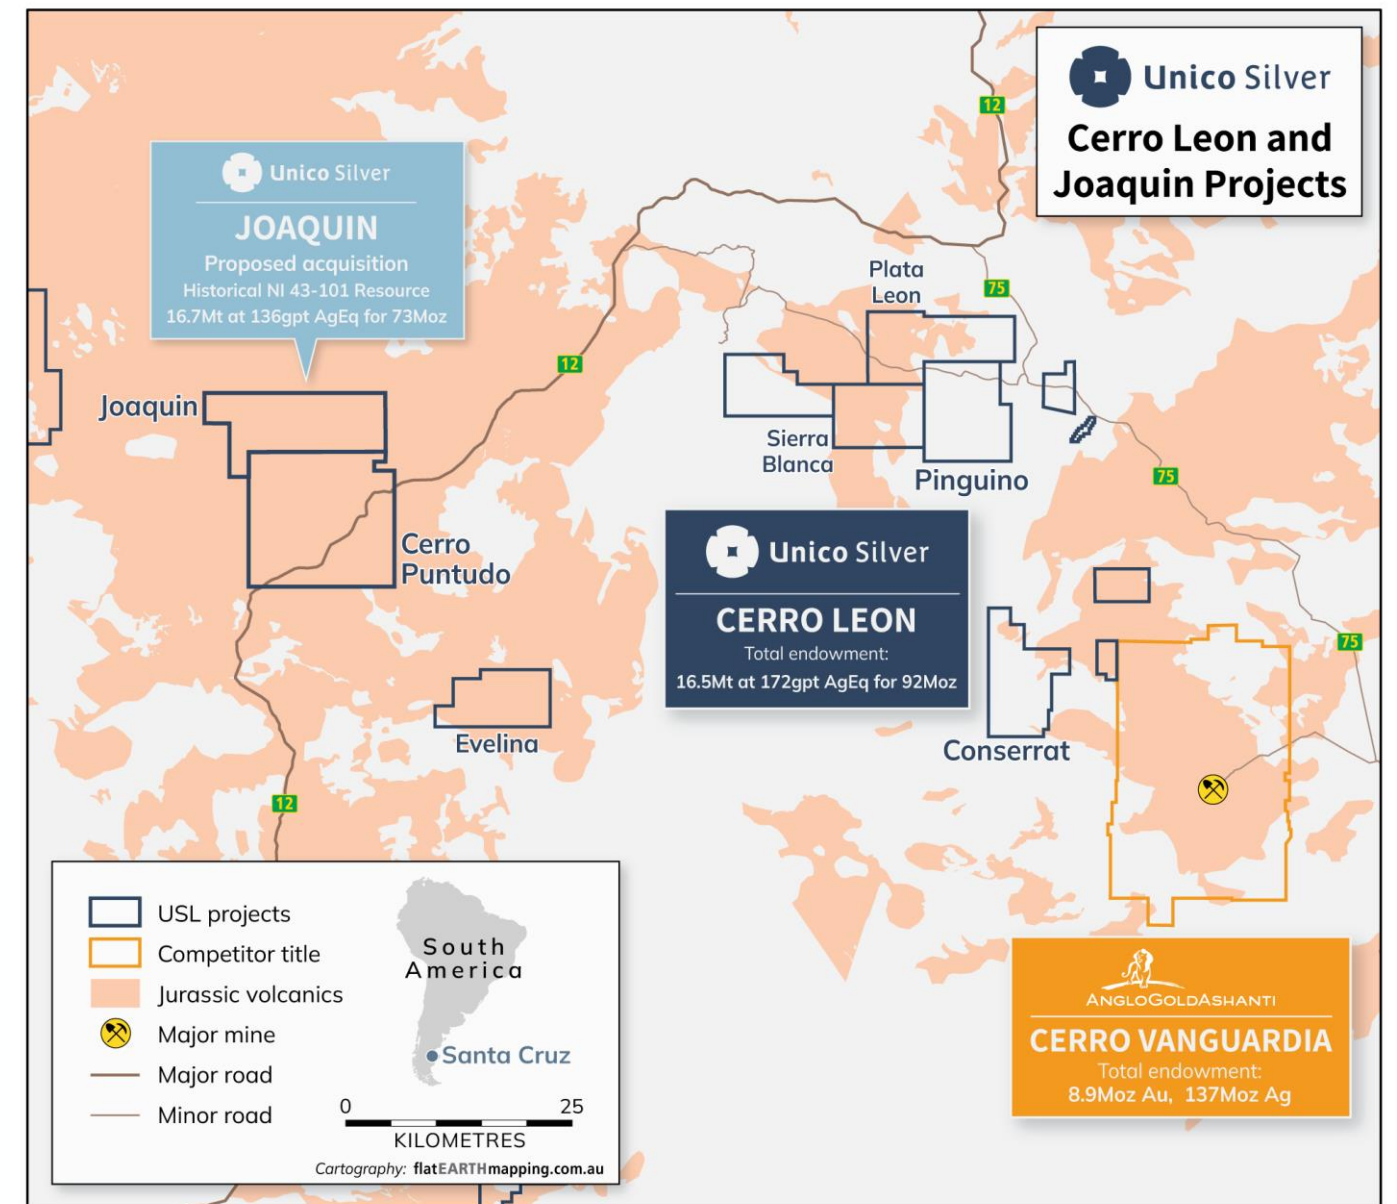 Unico Silver
Cerro Leon and
Joaquin Projects
12
Unico Silver
JOAQUIN
Proposed acquisition
Historical NI 43-101 Resource
16.7Mt at 136gpt AgEq for 73Moz
Plata
Leon
75
12
Joaquin
Sierra
Blanca
Pinguino
75
Cerro
Puntudo
Unico Silver
CERRO LEON
Total endowment:
16.5Mt at 172gpt AgEq for 92Moz
75
Evelina
Conserrat
12
USL projects
Competitor title
Jurassic volcanics
Major mine
Major road
Minor road
South
America
Santa Cruz
0 25
KILOMETRES
Cartography: flatEARTHmapping.com.au
ANGLOGOLDASHANTI
CERRO VANGUARDIA
Total endowment:
8.9Moz Au, 137Moz Ag